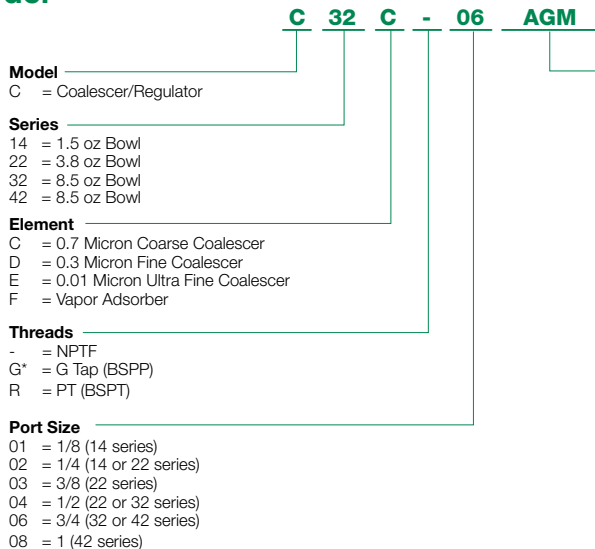 C 32 C - 06 AGM
Model
C = Coalescer/Regulator
Series
14 = 1.5 oz Bowl
22 = 3.8 oz Bowl
32 = 8.5 oz Bowl
42 = 8.5 oz Bowl
Element
C = 0.7 Micron Coarse Coalescer
D = 0.3 Micron Fine Coalescer
E = 0.01 Micron Ultra Fine Coalescer
F = Vapor Adsorber
Threads
- = NPTF
G* = G Tap (BSPP)
R = PT (BSPT)
Port Size
01 = 1/8 (14 series)
02 = 1/4 (14 or 22 series)
03 = 3/8 (22 series)
04 = 1/2 (22 or 32 series)
06 = 3/4 (32 or 42 series)
08 = 1 (42 series)